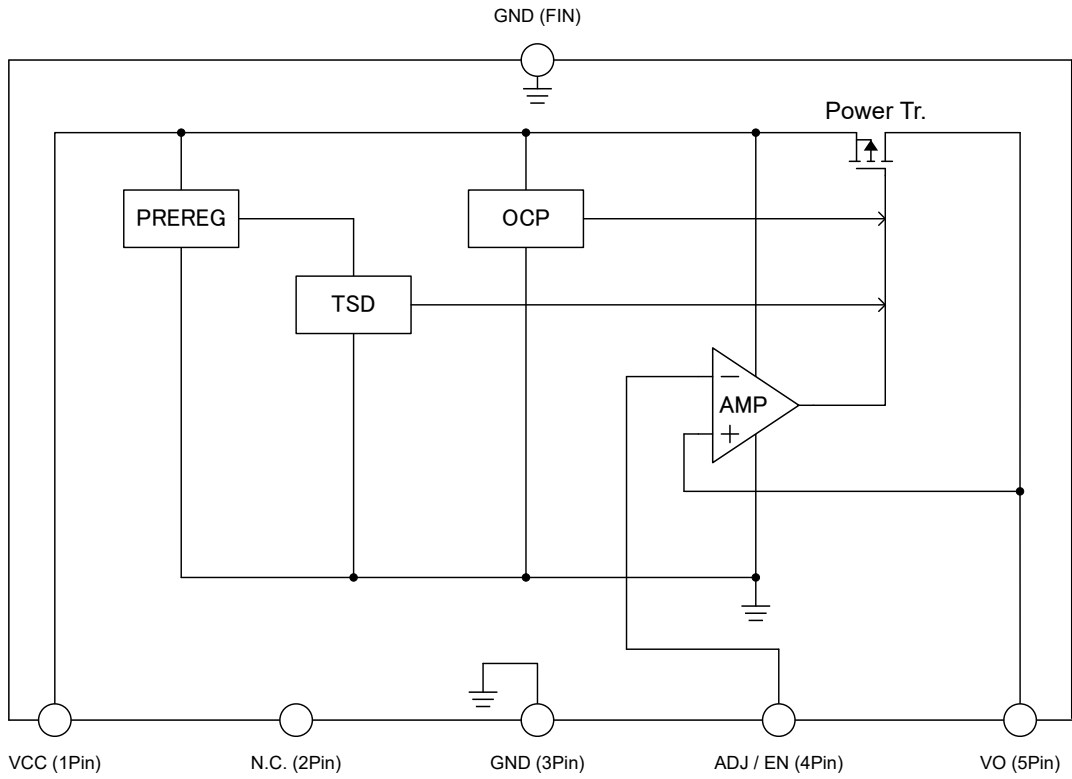 GND (FIN)
Power Tr.
PREREG
OCP
TSD
AMP
VCC (1Pin)
N.C. (2Pin)
GND (3Pin)
ADJ / EN (4Pin)
VO (5Pin)